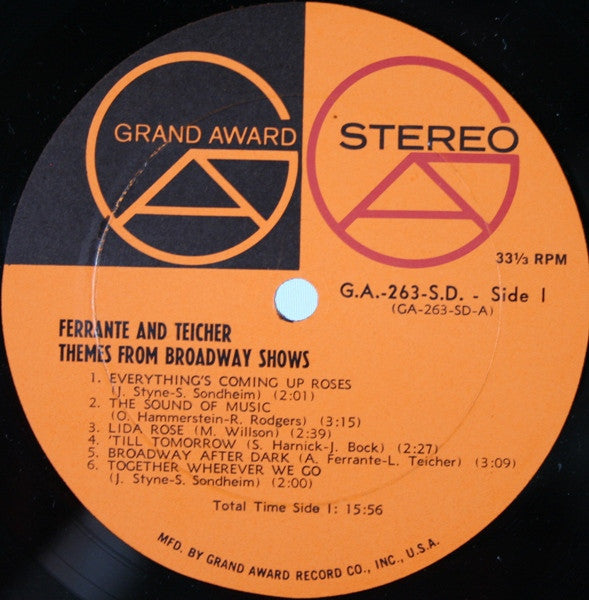 GRAND AWARD
STEREO
33⅓ RPM
G.A.-263-S.D. - Side 1
(GA-263-SD-A)
FERRANTE AND TEICHER
THEMES FROM BROADWAY SHOWS
1. EVERYTHING'S COMING UP ROSES
(J. Styne-S. Sondheim) (2:01)
2. THE SOUND OF MUSIC
(O. Hammerstein-R. Rodgers) (3:15)
3. LIDA ROSE (M. Willson) (2:39)
4. 'TILL TOMORROW (S. Harnick-J. Bock) (2:27)
5. BROADWAY AFTER DARK (A. Ferrante-L. Teicher) (3:09)
6. TOGETHER WHEREVER WE GO
(J. Styne-S. Sondheim) (2:00)
Total Time Side 1: 15:56
MFD. BY GRAND AWARD RECORD CO., INC., U.S.A.